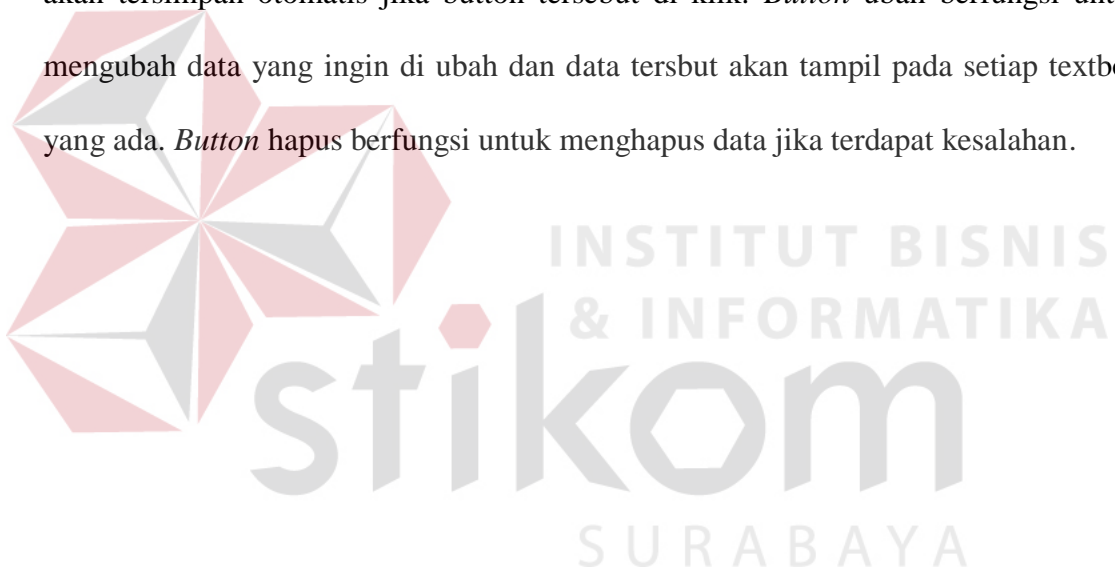 akan tersimpan otomatis jika button tersebut di klik. Button ubah berfungsi
mengubah data yang ingin di ubah dan data tersbut akan tampil pada setiap
yang ada. Button hapus berfungsi untuk menghapus data jika terdapat kesalahan.
INSTITUT BISNIS
& INFORMATIKA
stikom
SURABAYA